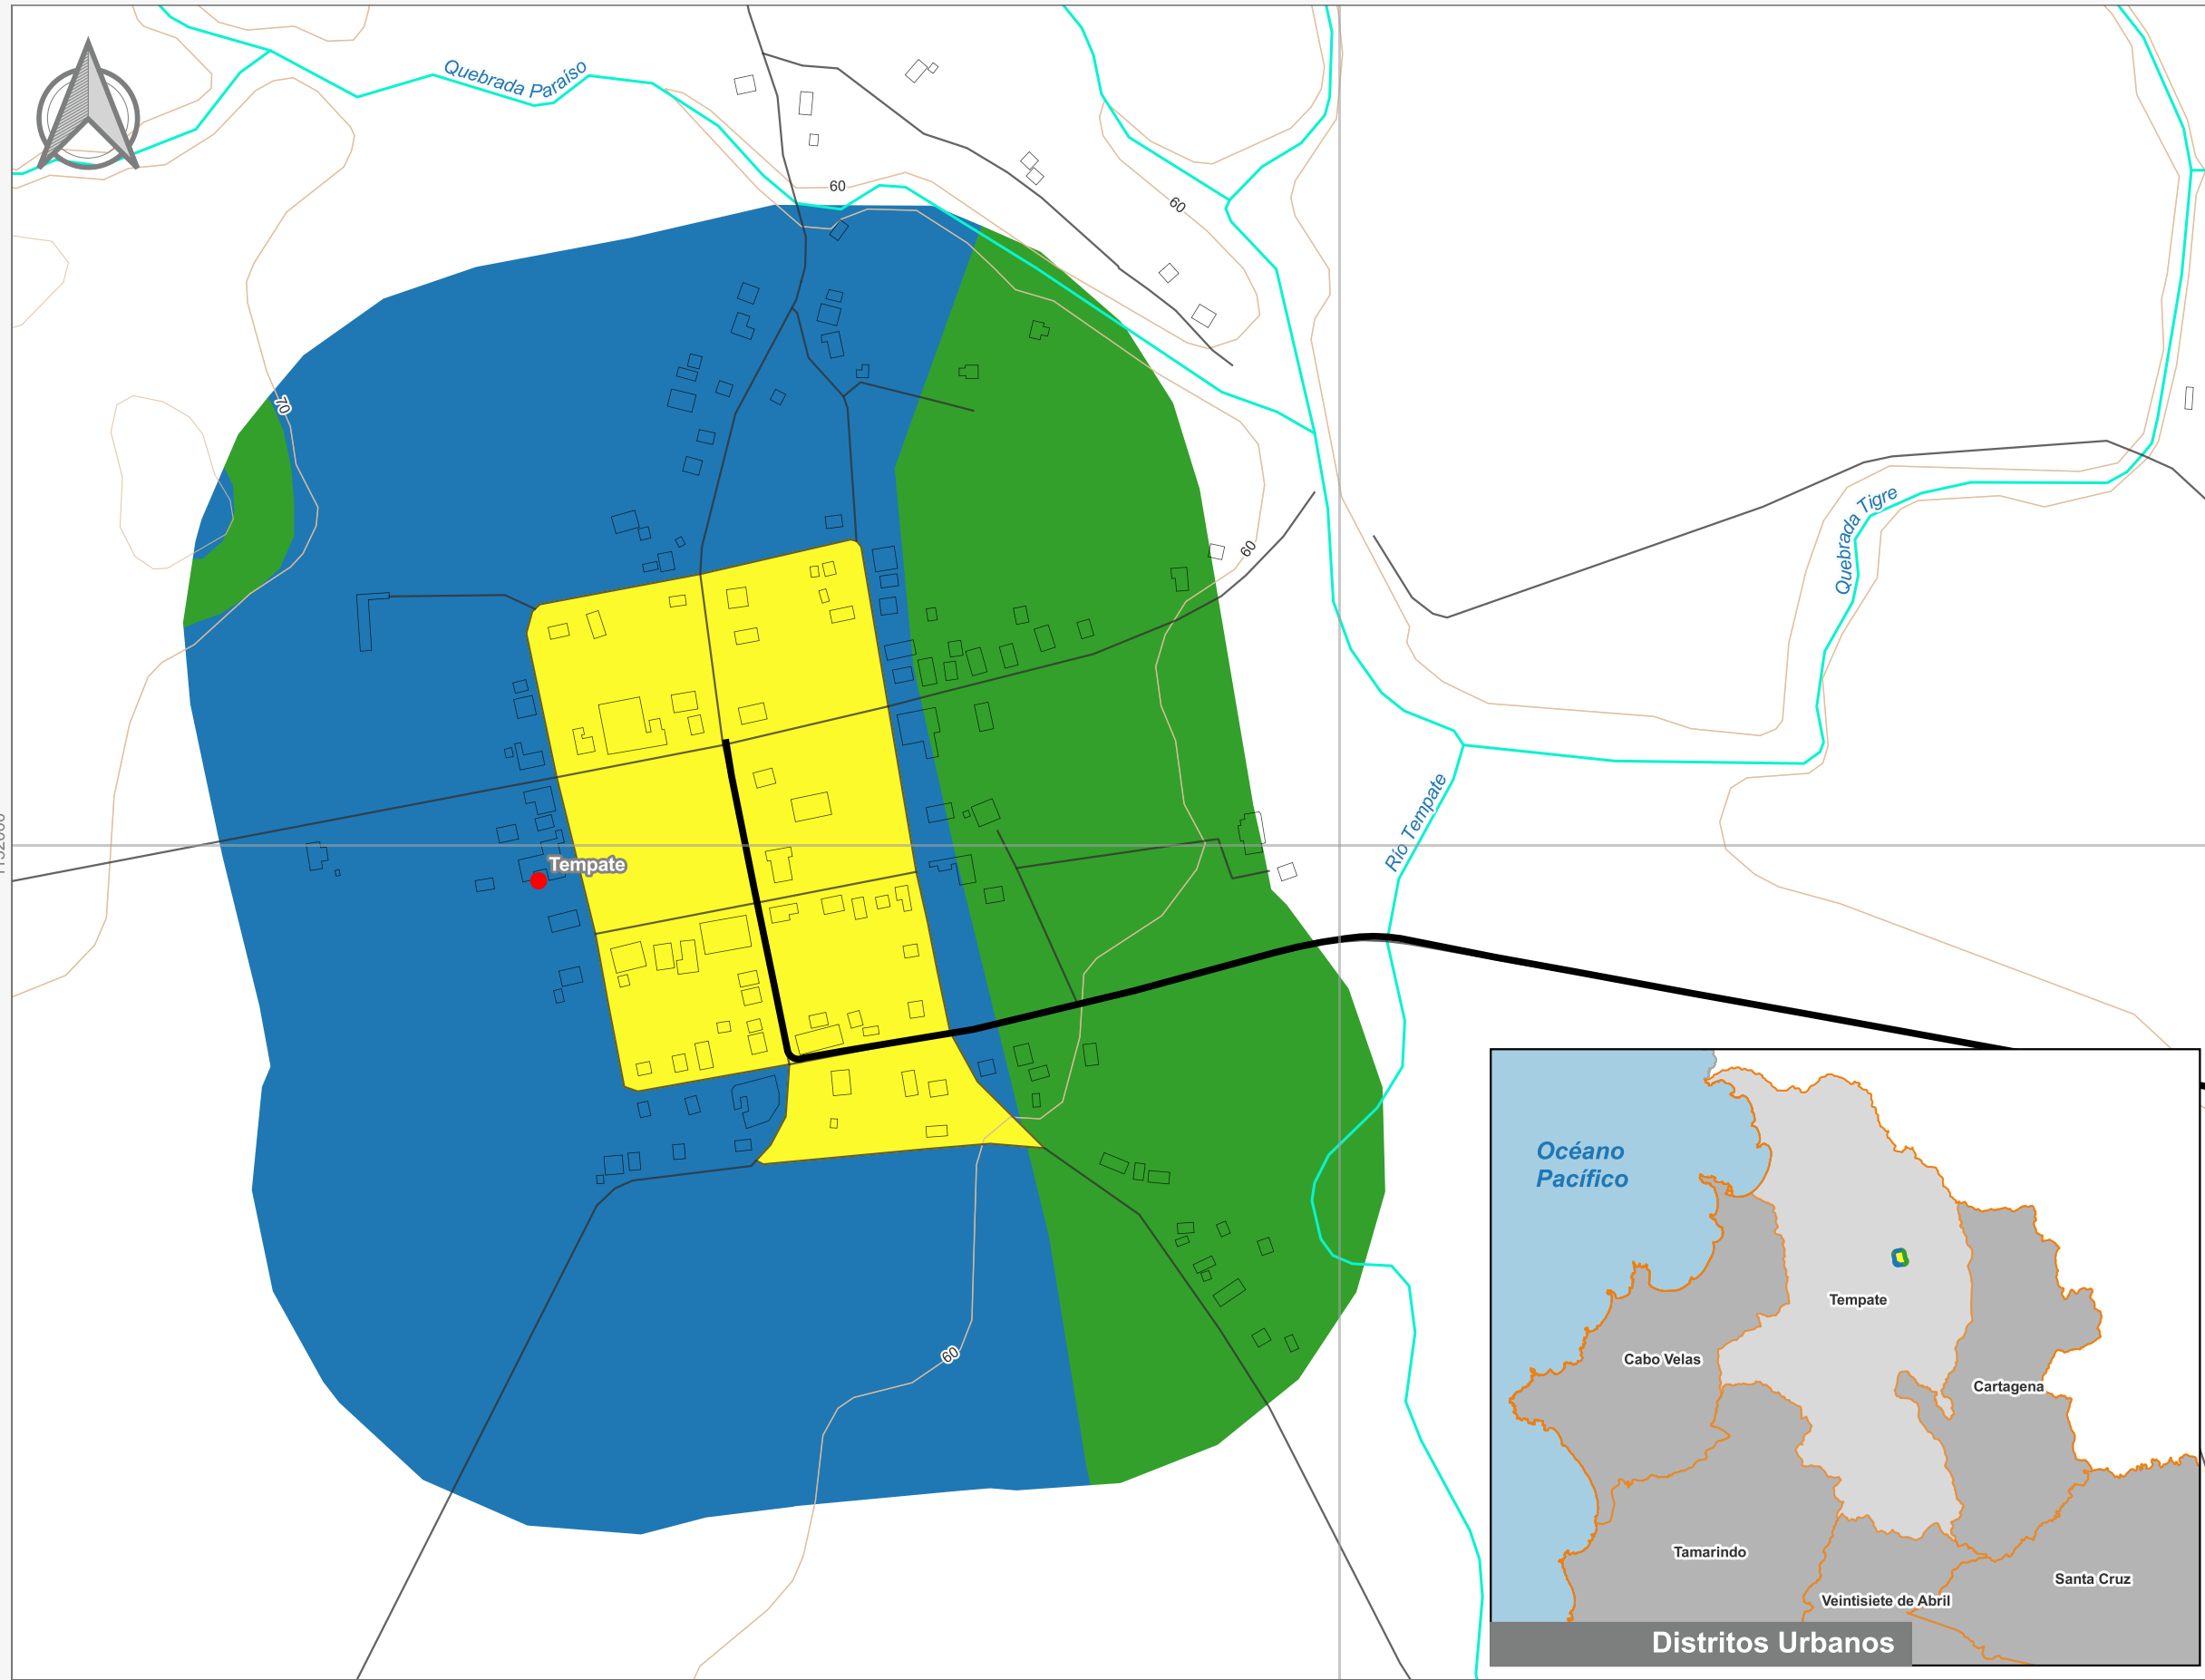 Quebrada Paraíso
60
60
70
Quebrada Tigre
60
Rio Tempate
Tempate
60
Océano
Pacífico
Tempate
Cabo Velas
Cartagena
Tamarindo
Santa Cruz
Veintisiete de Abril
Distritos Urbanos